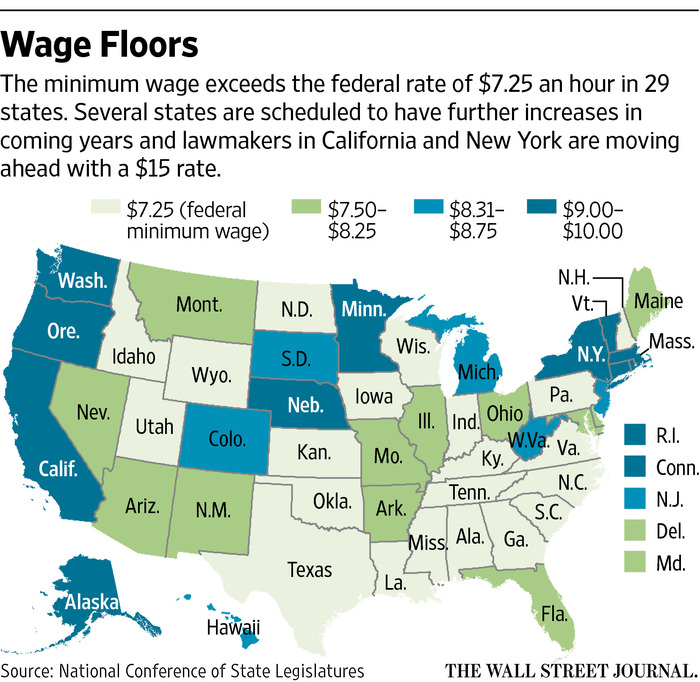 Wage Floors
The minimum wage exceeds the federal rate of $7.25 an hour in 29
states. Several states are scheduled to have further increases in
coming years and lawmakers in California and New York are moving
ahead with a $15 rate.
$7.25 (federal
minimum wage)
$7.50–
$8.25
$8.31–
$8.75
$9.00–
$10.00
Wash.
Mont.
N.D.
Minn.
N.H.
Vt.
Maine
Ore.
Idaho
Wyo.
S.D.
Wis.
Mich.
N.Y.
Mass.
Nev.
Utah
Colo.
Neb.
Iowa
Ill.
Ind.
Ohio
Pa.
Calif.
Kan.
Mo.
Ky.
W.Va.
Va.
R.I.
Conn.
N.J.
Del.
Md.
Ariz.
N.M.
Okla.
Ark.
Tenn.
N.C.
S.C.
Texas
La.
Miss.
Ala.
Ga.
Fla.
Alaska
Hawaii
Source: National Conference of State Legislatures
THE WALL STREET JOURNAL.